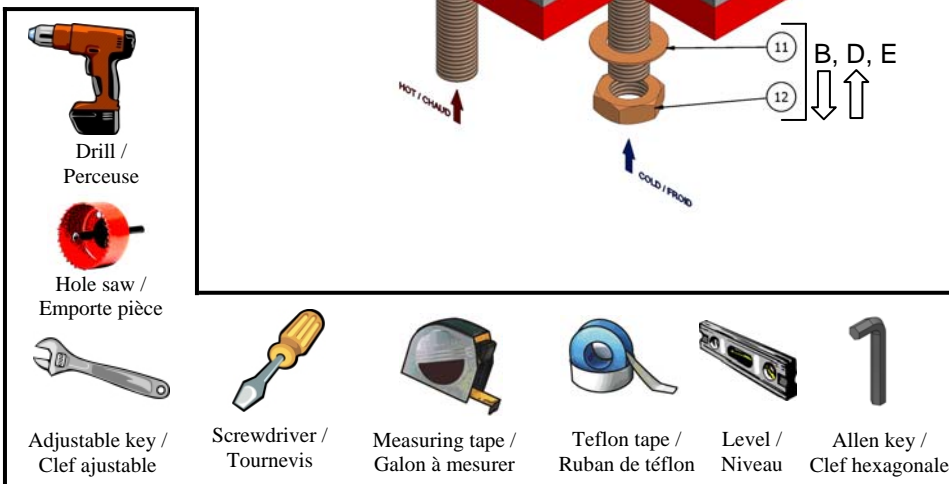 11
B, D, E
12
HOT / CHAUD
COLD / FROID
Drill /
Perceuse
Hole saw /
Emporte pièce
Adjustable key /
Clef ajustable
Screwdriver /
Tournevis
Measuring tape /
Galon à mesurer
Teflon tape /
Ruban de téflon
Level /
Niveau
Allen key /
Clef hexagonale